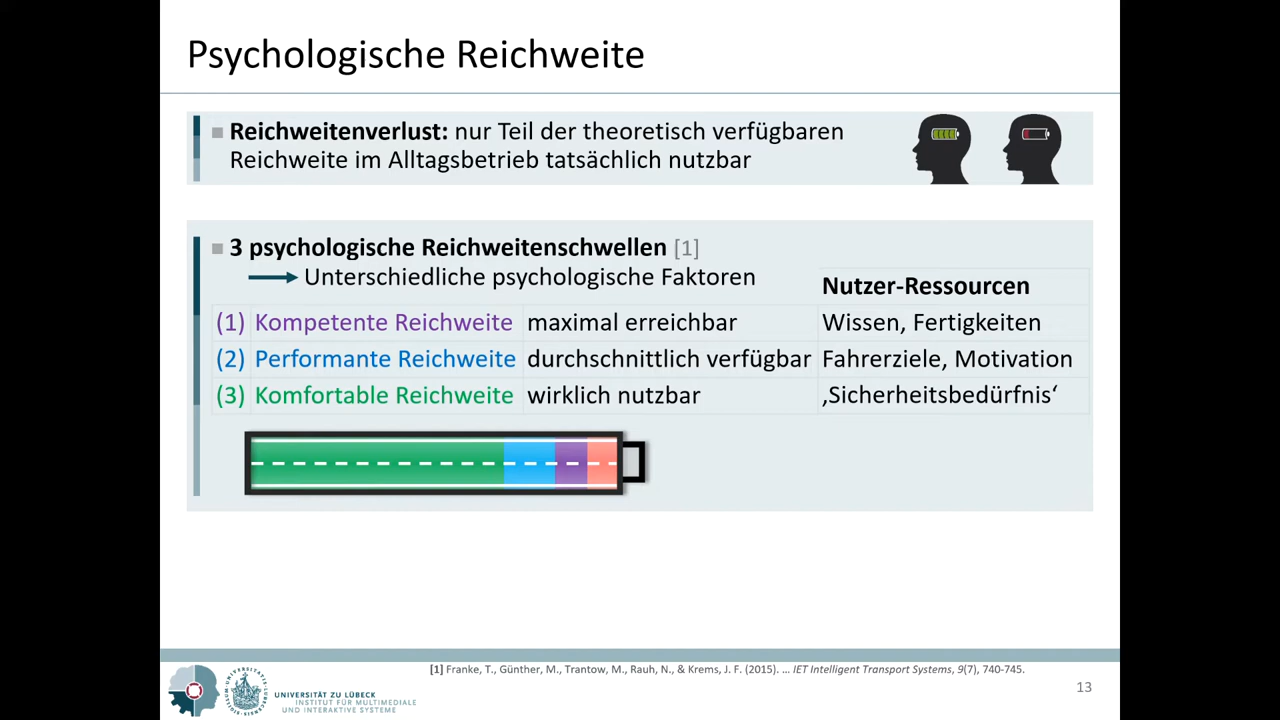 Psychologische Reichweite
Reichweitenverlust: nur Teil der theoretisch verfügbaren
Reichweite im Alltagsbetrieb tatsächlich nutzbar
3 psychologische Reichweitenschwellen [1]
Unterschiedliche psychologische Faktoren
Nutzer-Ressourcen
(1) Kompetente Reichweite maximal erreichbar Wissen, Fertigkeiten
(2) Performante Reichweite durchschnittlich verfügbar Fahrerziele, Motivation
(3) Komfortable Reichweite wirklich nutzbar ‚Sicherheitsbedürfnis‘
[1] Franke, T., Günther, M., Trantow, M., Rauh, N., & Krems, J. F. (2015). … IET Intelligent Transport Systems, 9(7), 740-745.
13
UNIVERSITÄT ZU LÜBECK
INSTITUT FÜR MULTIMEDIALE
UND INTERAKTIVE SYSTEME